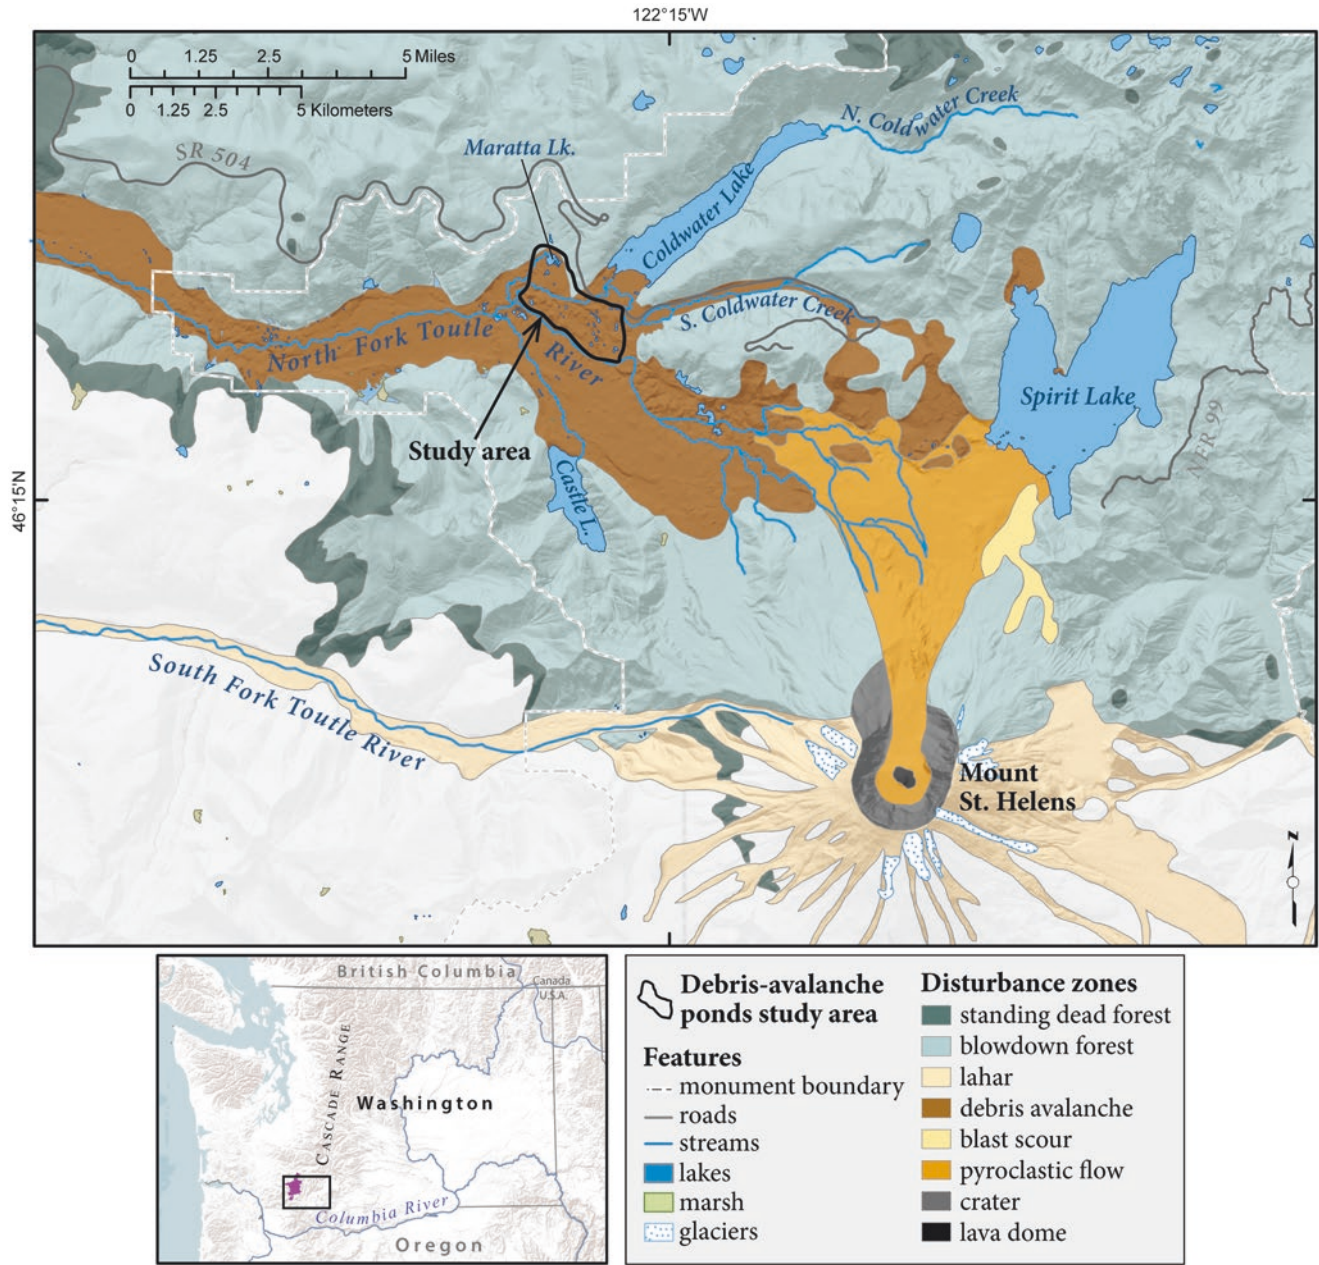 122°15'W
0 1.25 2.5 5 Miles
0 1.25 2.5 5 Kilometers
SR 504
Maratta Lk.
N. Coldwater Creek
Coldwater Lake
S. Coldwater Creek
North Fork Toutle
River
Study area
Spirit Lake
NFR 99
Castle L.
46°15'N
South Fork Toutle River
Mount
St. Helens
N
British Columbia
Canada
U.S.A.
CASCADE RANGE
Washington
Columbia River
Oregon
Debris-avalanche
ponds study area
Features
monument boundary
roads
streams
lakes
marsh
glaciers
Disturbance zones
standing dead forest
blowdown forest
lahar
debris avalanche
blast scour
pyroclastic flow
crater
lava dome